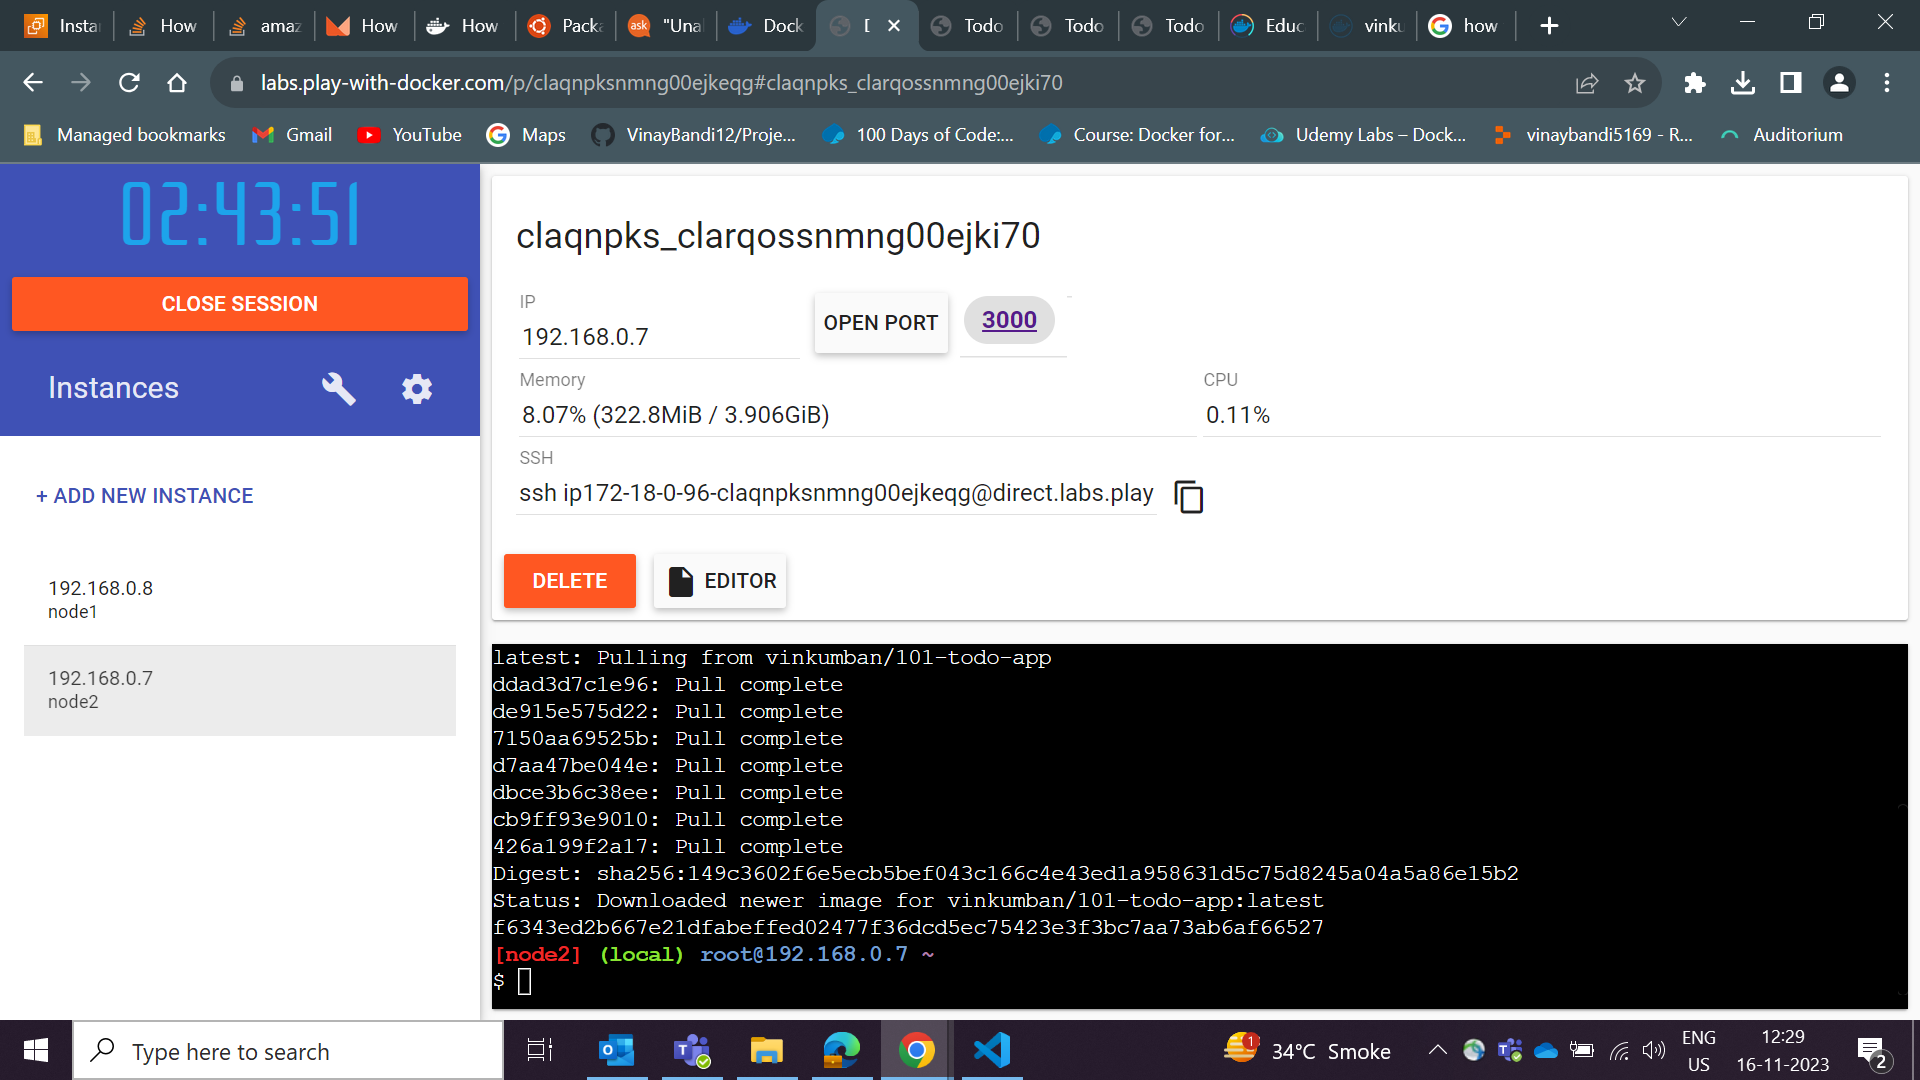 Insta
How
amaz
How
How
Packa
ask
"Una
Dock
Todo
Todo
Todo
Educ
vinku
how
labs.play-with-docker.com/p/claqnpksnmng00ejkeqg#claqnpks_clarqossnmng00ejki70
Managed bookmarks
Gmail
YouTube
Maps
VinayBandi12/Proje...
100 Days of Code:...
Course: Docker for...
Udemy Labs – Dock...
vinaybandi5169 - R...
Auditorium
02:43:51
CLOSE SESSION
Instances
+ ADD NEW INSTANCE
192.168.0.8
node1
192.168.0.7
node2
claqnpks_clarqossnmng00ejki70
IP
192.168.0.7
OPEN PORT
3000
Memory
8.07% (322.8MiB / 3.906GiB)
CPU
0.11%
SSH
ssh ip172-18-0-96-claqnpksnmng00ejkeqg@direct.labs.play
DELETE
EDITOR
latest: Pulling from vinkumban/101-todo-app
ddad3d7c1e96: Pull complete
de915e575d22: Pull complete
7150aa69525b: Pull complete
d7aa47be044e: Pull complete
dbce3b6c38ee: Pull complete
cb9ff93e9010: Pull complete
426a199f2a17: Pull complete
Digest: sha256:149c3602f6e5ecb5bef043c166c4e43ed1a958631d5c75d8245a04a5a86e15b2
Status: Downloaded newer image for vinkumban/101-todo-app:latest
f6343ed2b667e21dfabeffed02477f36dcd5ec75423e3f3bc7aa73ab6af66527
[node2] (local) root@192.168.0.7 ~
$
Type here to search
1
34°C Smoke
ENG
US
12:29
16-11-2023
2